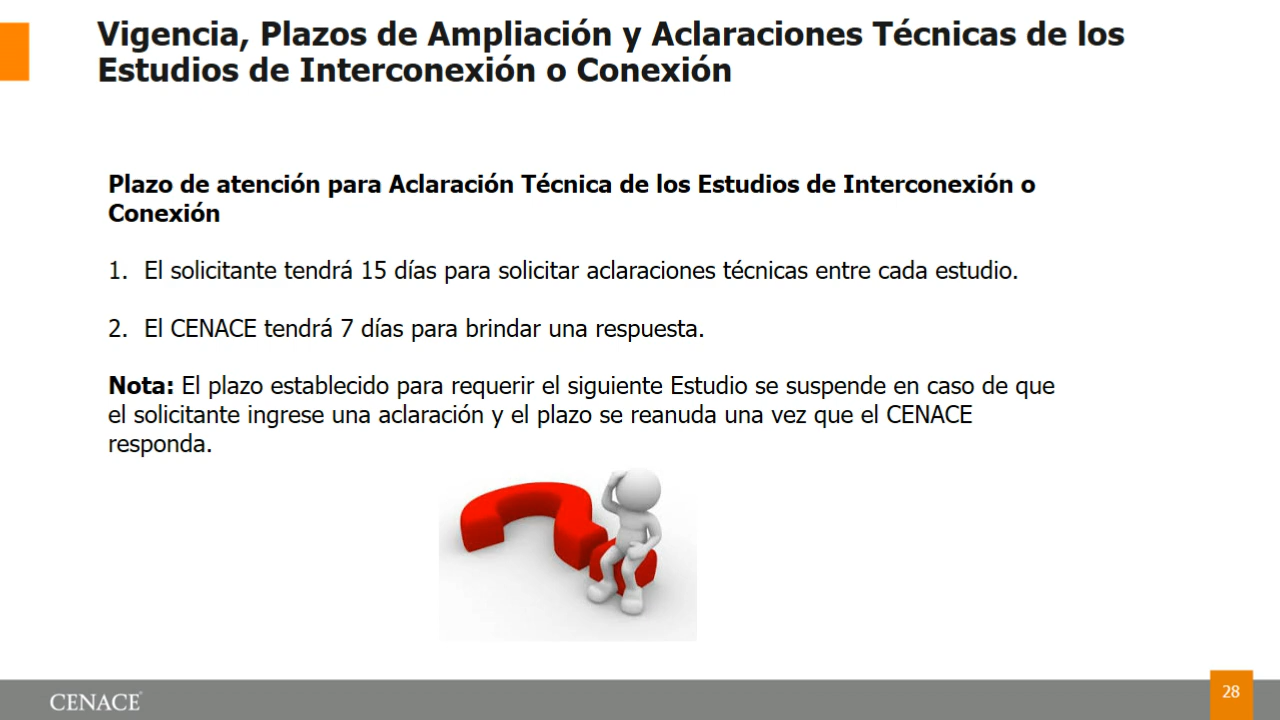 Vigencia, Plazos de Ampliación y Aclaraciones Técnicas de los
Estudios de Interconexión o Conexión
Plazo de atención para Aclaración Técnica de los Estudios de Interconexión o
Conexión
1. El solicitante tendrá 15 días para solicitar aclaraciones técnicas entre cada estudio.
2. El CENACE tendrá 7 días para brindar una respuesta.
Nota: El plazo establecido para requerir el siguiente Estudio se suspende en caso de que
el solicitante ingrese una aclaración y el plazo se reanuda una vez que el CENACE
responda.
CENACE
28